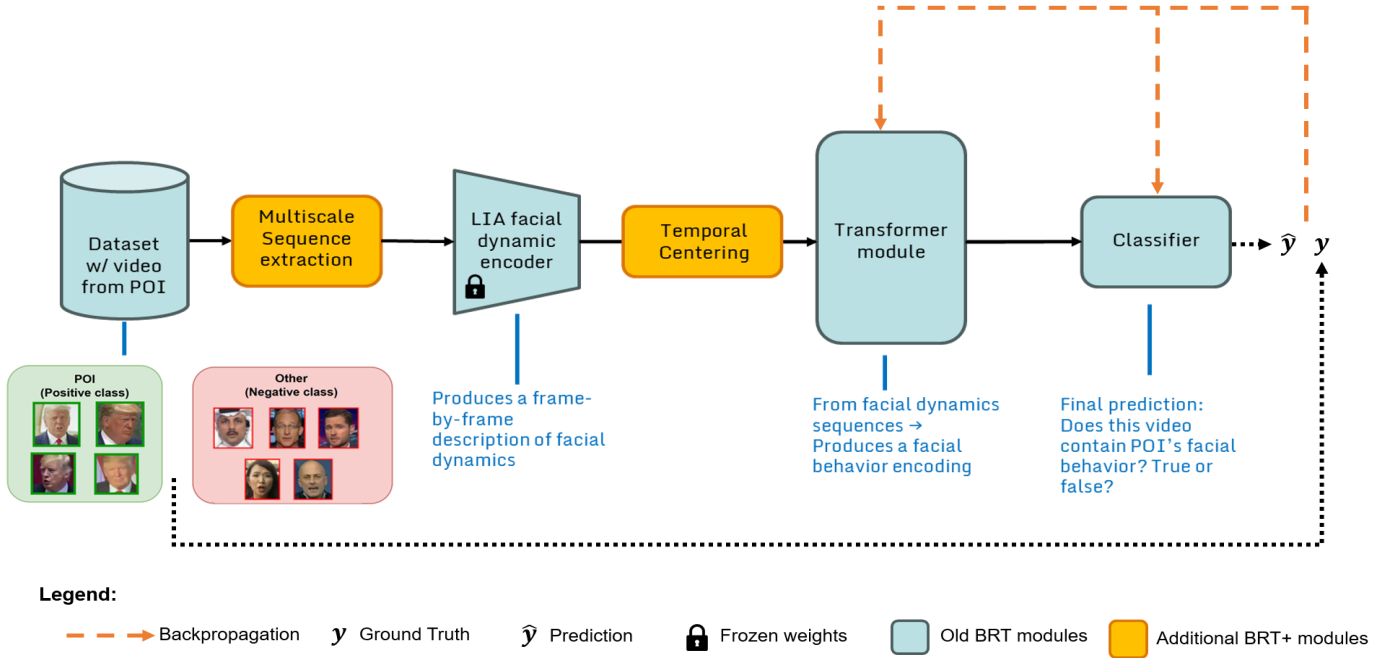 Dataset
w/ video
from POI
Multiscale
Sequence
extraction
LIA facial
dynamic
encoder
Temporal
Centering
Transformer
module
Classifier
ŷ y
POI
(Positive class)
Other
(Negative class)
Produces a frame-
by-frame
description of facial
dynamics
From facial dynamics
sequences →
Produces a facial
behavior encoding
Final prediction:
Does this video
contain POI's facial
behavior? True or
false?
Legend:
Backpropagation
y Ground Truth
ŷ Prediction
Frozen weights
Old BRT modules
Additional BRT+ modules